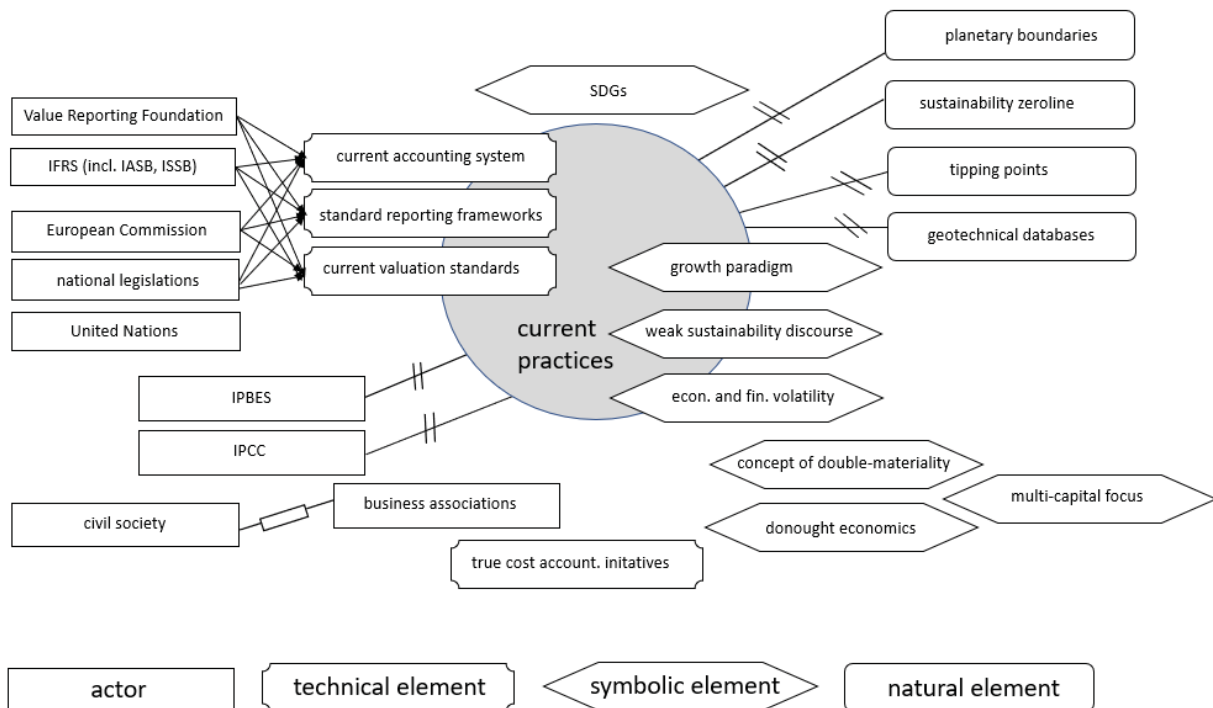 planetary boundaries
SDGs
sustainability zeroline
Value Reporting Foundation
current accounting system
IFRS (incl. IASB, ISSB)
tipping points
standard reporting frameworks
European Commission
geotechnical databases
current valuation standards
growth paradigm
national legislations
United Nations
current
practices
weak sustainability discourse
IPBES
econ. and fin. volatility
IPCC
concept of double-materiality
multi-capital focus
business associations
civil society
donought economics
true cost account. initatives
actor
technical element
symbolic element
natural element